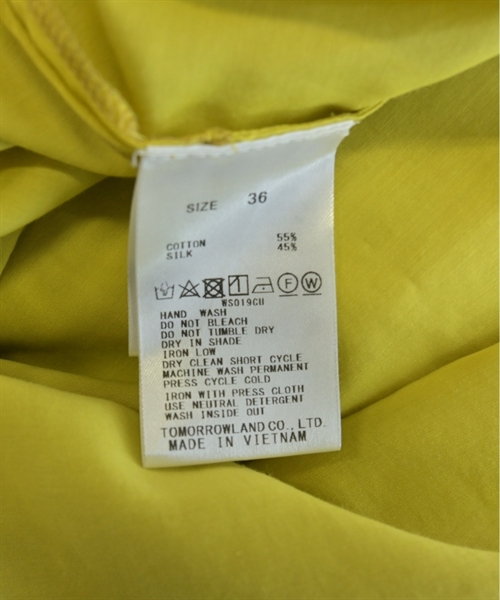 SIZE 36
COTTON 55%
SILK 45%
F W
WS019CU
HAND WASH
DO NOT BLEACH
DO NOT TUMBLE DRY
DRY IN SHADE
IRON LOW
DRY CLEAN SHORT CYCLE
MACHINE WASH PERMANENT
PRESS CYCLE COLD
IRON WITH PRESS CLOTH
USE NEUTRAL DETERGENT
WASH INSIDE OUT
TOMORROWLAND CO., LTD.
MADE IN VIETNAM